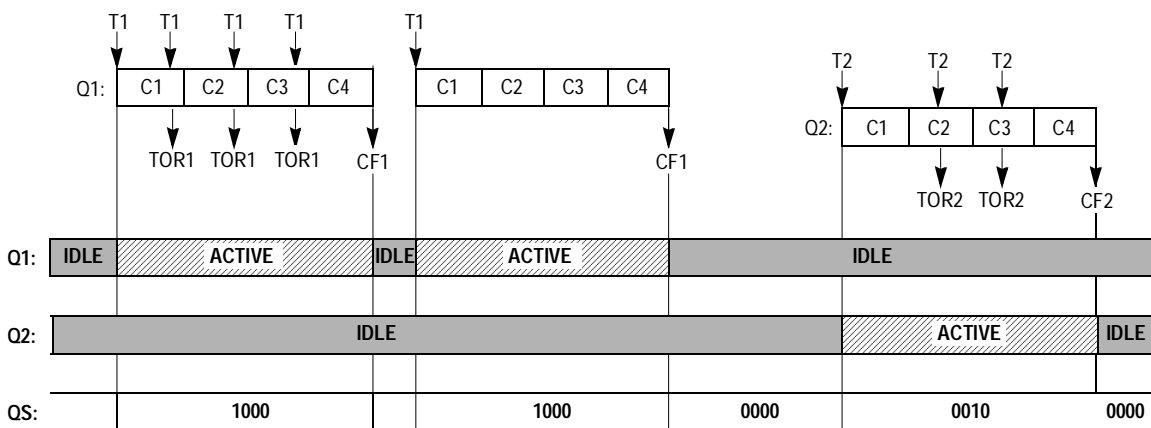 T1 T1 T1 T1 T1
T2 T2 T2
Q1: C1 C2 C3 C4 C1 C2 C3 C4
Q2: C1 C2 C3 C4
TOR1 TOR1 TOR1 CF1 CF1
TOR2 TOR2 CF2
Q1: IDLE ACTIVE IDLE ACTIVE IDLE
Q2: IDLE ACTIVE IDLE
QS: 1000 1000 0000 0010 0000